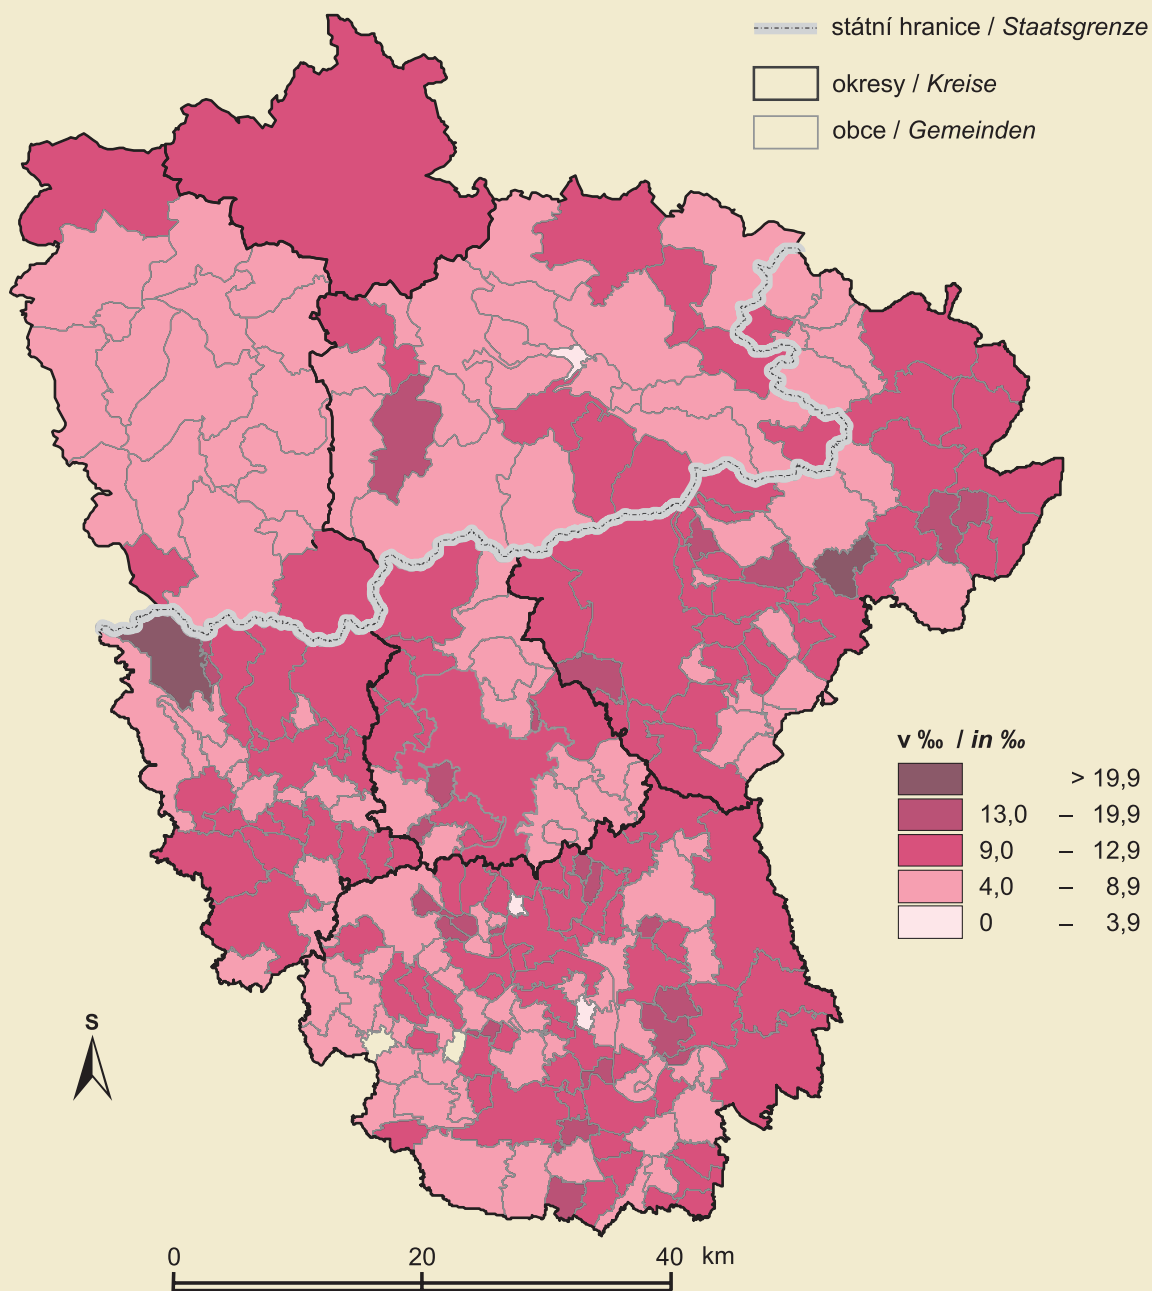 státní hranice / Staatsgrenze
okresy / Kreise
obce / Gemeinden
v ‰ / in ‰
> 19,9
13,0 – 19,9
9,0 – 12,9
4,0 – 8,9
0 – 3,9
S
0 20 40 km